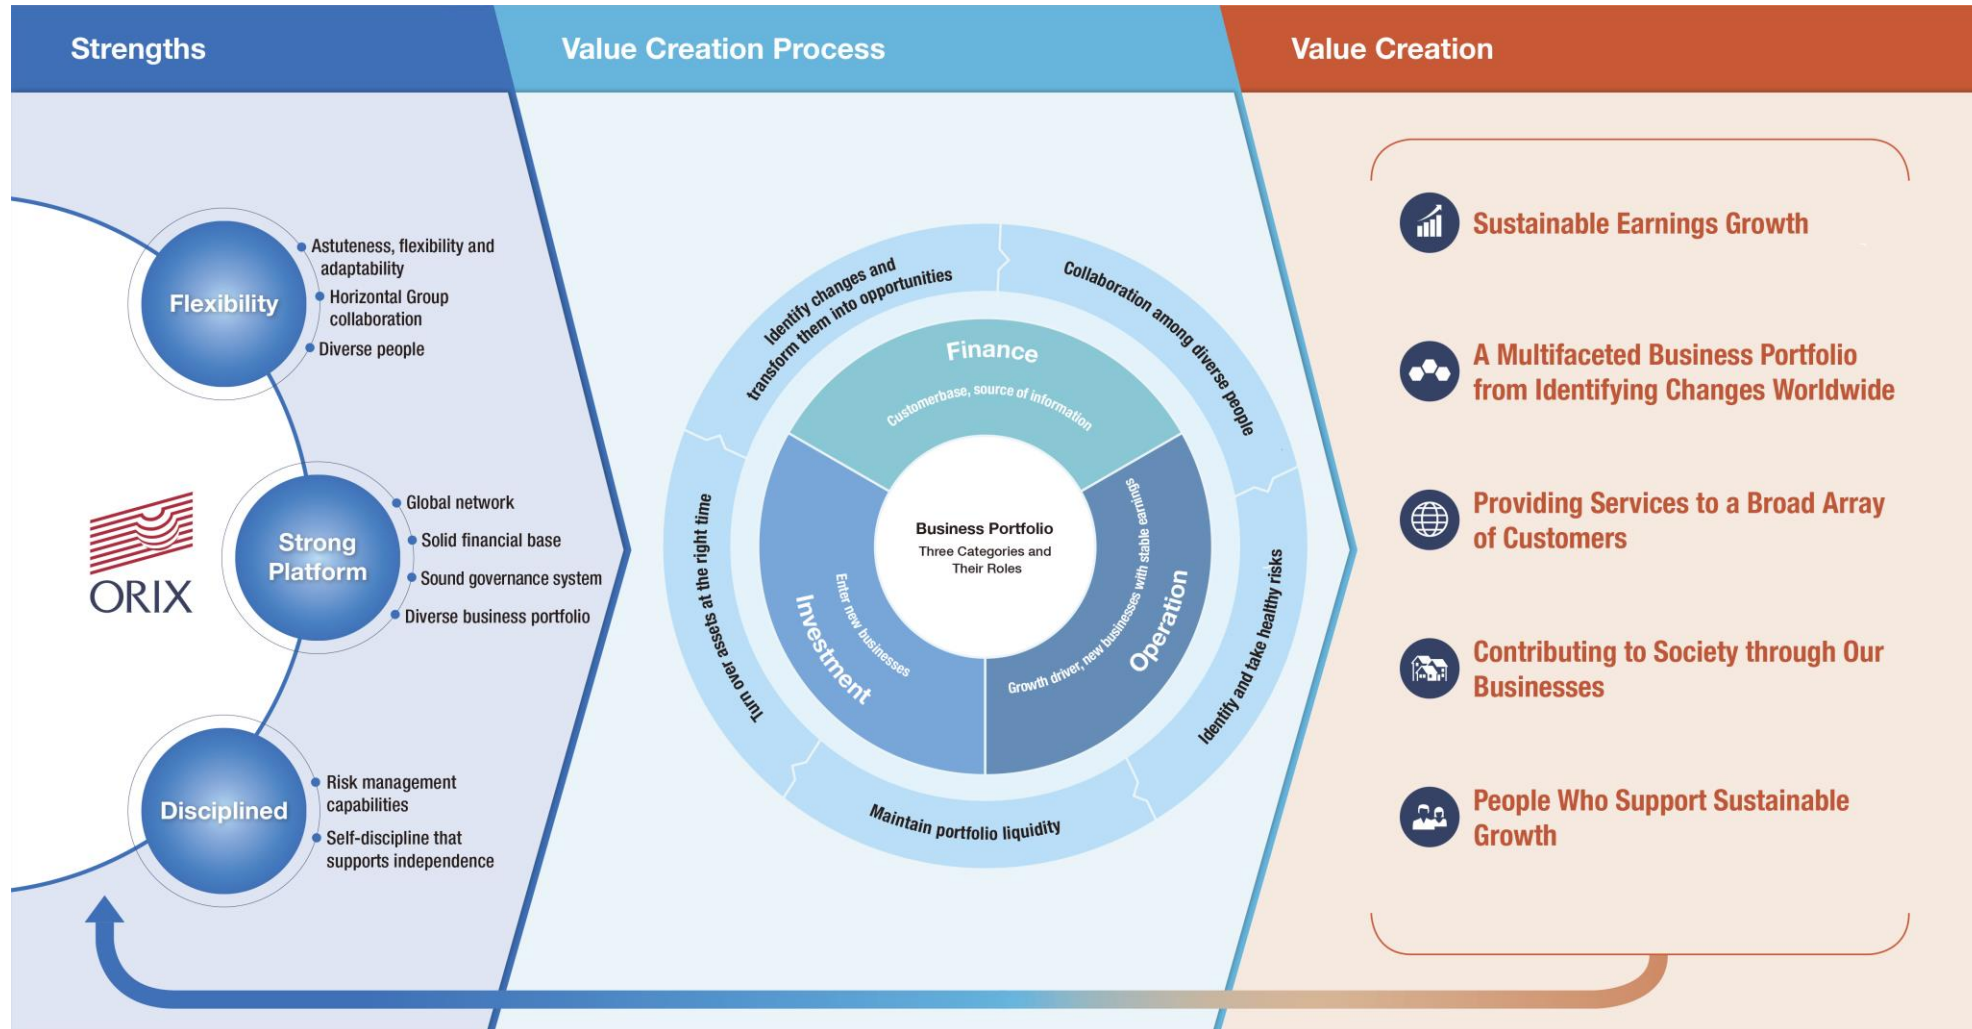 Strengths
Value Creation Process
Value Creation
Flexibility
Astuteness, flexibility and
adaptability
Horizontal Group
collaboration
Diverse people
ORIX
Strong
Platform
Global network
Solid financial base
Sound governance system
Diverse business portfolio
Disciplined
Risk management
capabilities
Self-discipline that
supports independence
Identify changes and
transform them into opportunities
Collaboration among diverse people
Identify and take healthy risks
Maintain portfolio liquidity
Turn over assets at the right time
Finance
Customerbase, source of information
Operation
Growth driver, new businesses with stable earnings
Investment
Enter new businesses
Business Portfolio
Three Categories and
Their Roles
Sustainable Earnings Growth
A Multifaceted Business Portfolio
from Identifying Changes Worldwide
Providing Services to a Broad Array
of Customers
Contributing to Society through Our
Businesses
People Who Support Sustainable
Growth